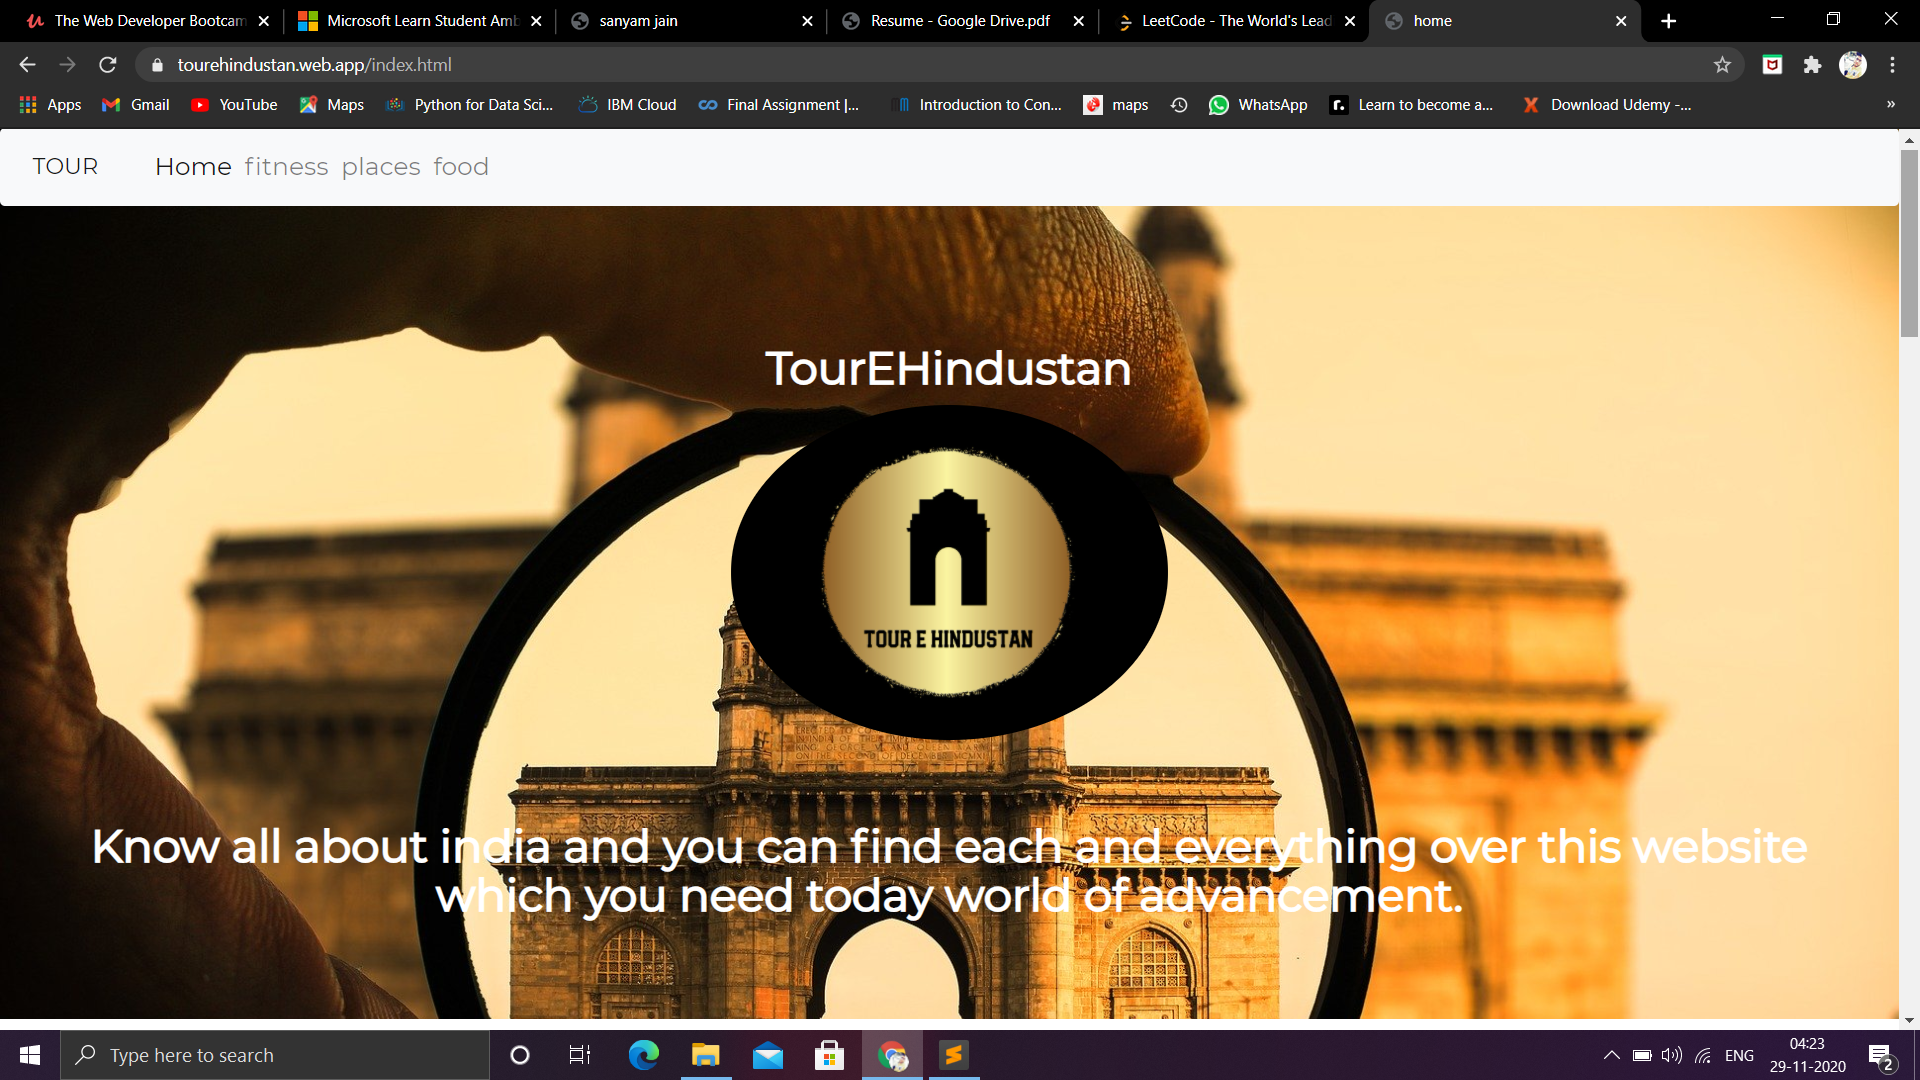 The Web Developer Bootcam
Microsoft Learn Student Amb
sanyam jain
Resume - Google Drive.pdf
LeetCode - The World's Lead
home
tourehindustan.web.app/index.html
Apps
Gmail
YouTube
Maps
Python for Data Sci...
IBM Cloud
Final Assignment |...
Introduction to Con...
maps
WhatsApp
Learn to become a...
Download Udemy -...
TOUR
Home fitness places food
TourEHindustan
TOUR E HINDUSTAN
Know all about india and you can find each and everything over this website
which you need today world of advancement.
Type here to search
ENG
04:23
29-11-2020
2